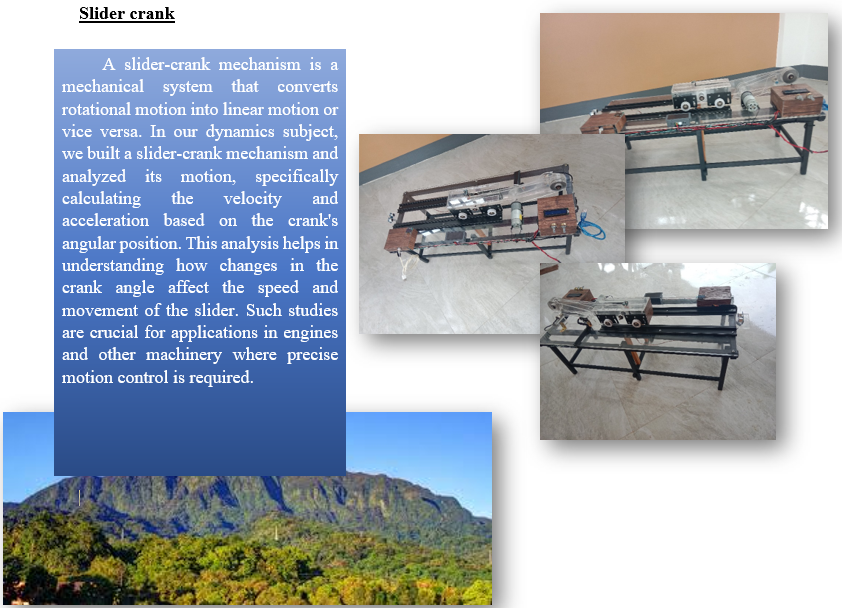 Slider crank
A slider-crank mechanism is a
mechanical system that converts
rotational motion into linear motion or
vice versa. In our dynamics subject,
we built a slider-crank mechanism and
analyzed its motion, specifically
calculating the velocity and
acceleration based on the crank's
angular position. This analysis helps in
understanding how changes in the
crank angle affect the speed and
movement of the slider. Such studies
are crucial for applications in engines
and other machinery where precise
motion control is required.